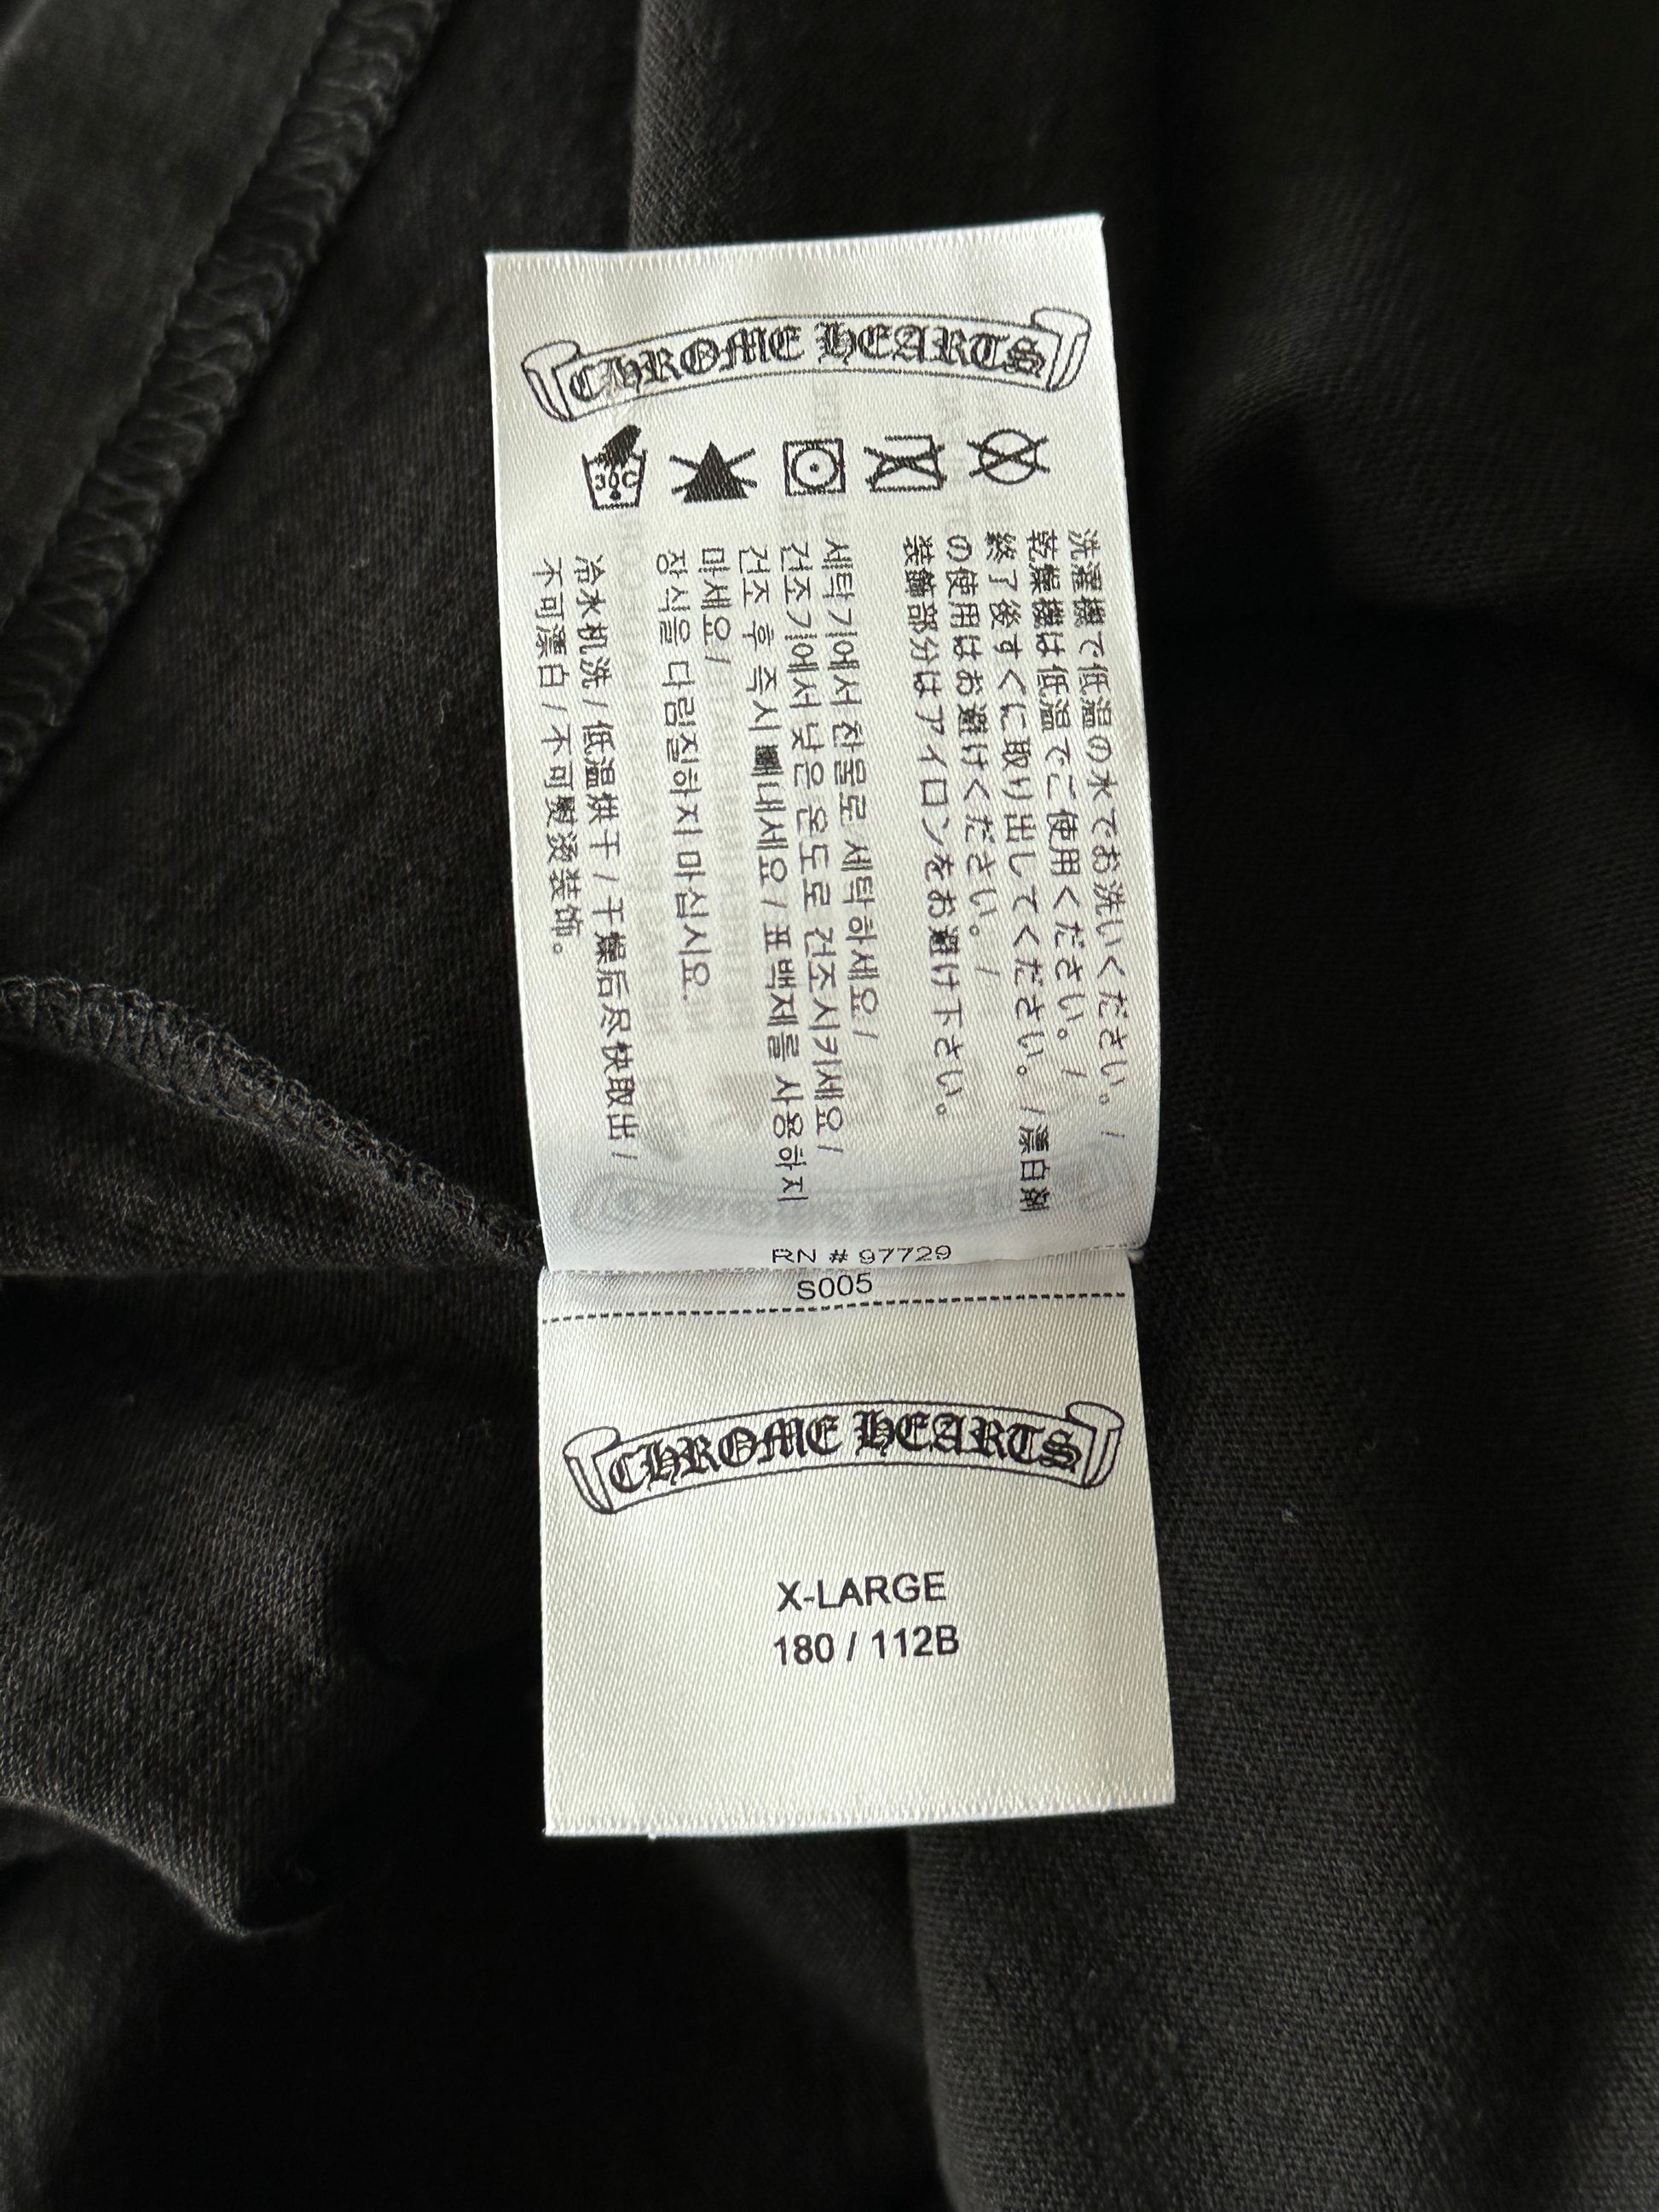 CHROME HEARTS
30C
洗濯機で低温の水でお洗いください。 /
乾燥機は低温でご使用ください。 /
終了後すぐに取り出してください。 /漂白剤
の使用はお避けください。 /
装飾部分はアイロンをお避け下さい。
세탁기에서 찬물로 세탁하세요 /
건조기에서 낮은 온도로 건조시키세요 /
건조 후 즉시 빼내세요 / 표백제를 사용하지
마세요 /
장식을 다림질하지 마십시요.
冷水机洗 / 低温烘干 / 干燥后尽快取出 /
不可漂白 / 不可熨烫装饰。
RN # 97729
S005
CHROME HEARTS
X-LARGE
180 / 112B